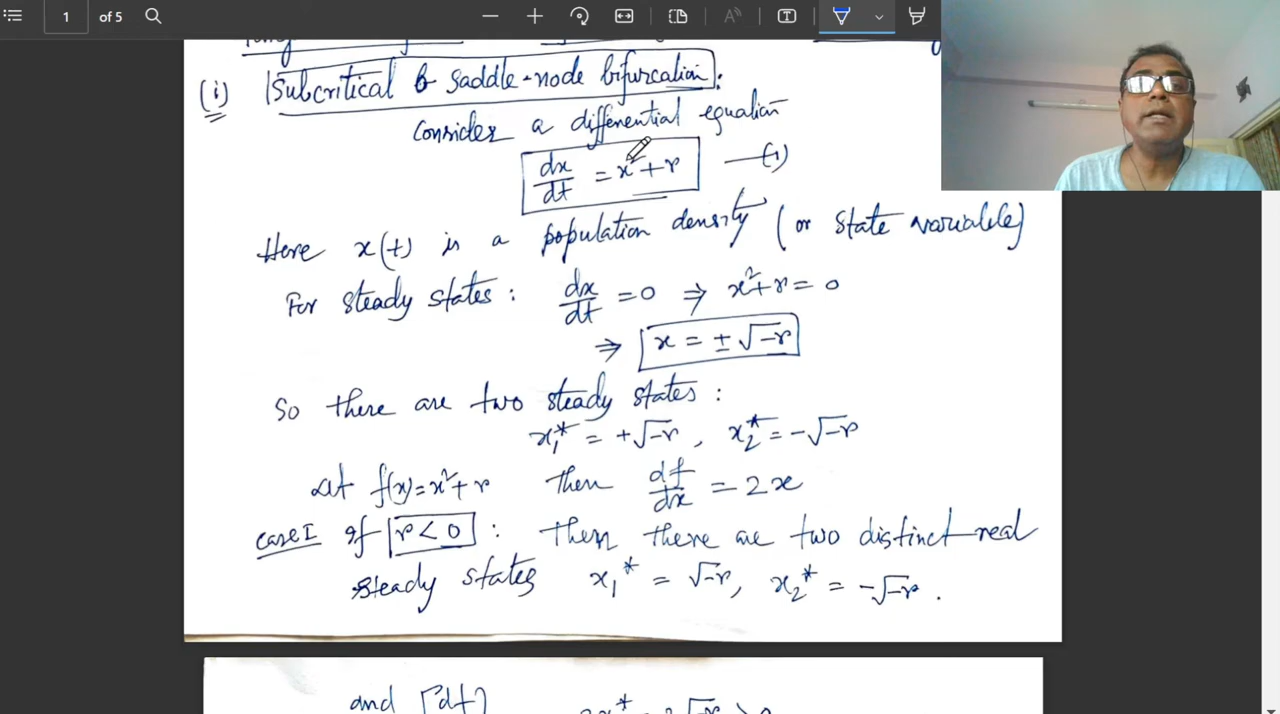 1 of 5
(i) Subcritical Saddle-node bifurcation:
Consider a differential equation
dx/dt = x²+r —(1)
Here x(t) is a population density (or state variable)
For steady states: dx/dt = 0 ⇒ x²+r = 0
⇒ x = ±√-r
So there are two steady states:
x₁* = +√-r, x₂* = -√-r
Let f(x)=x²+r then df/dx = 2x
Case I If r<0: Then there are two distinct real
steady states x₁* = √-r, x₂* = -√-r.
and